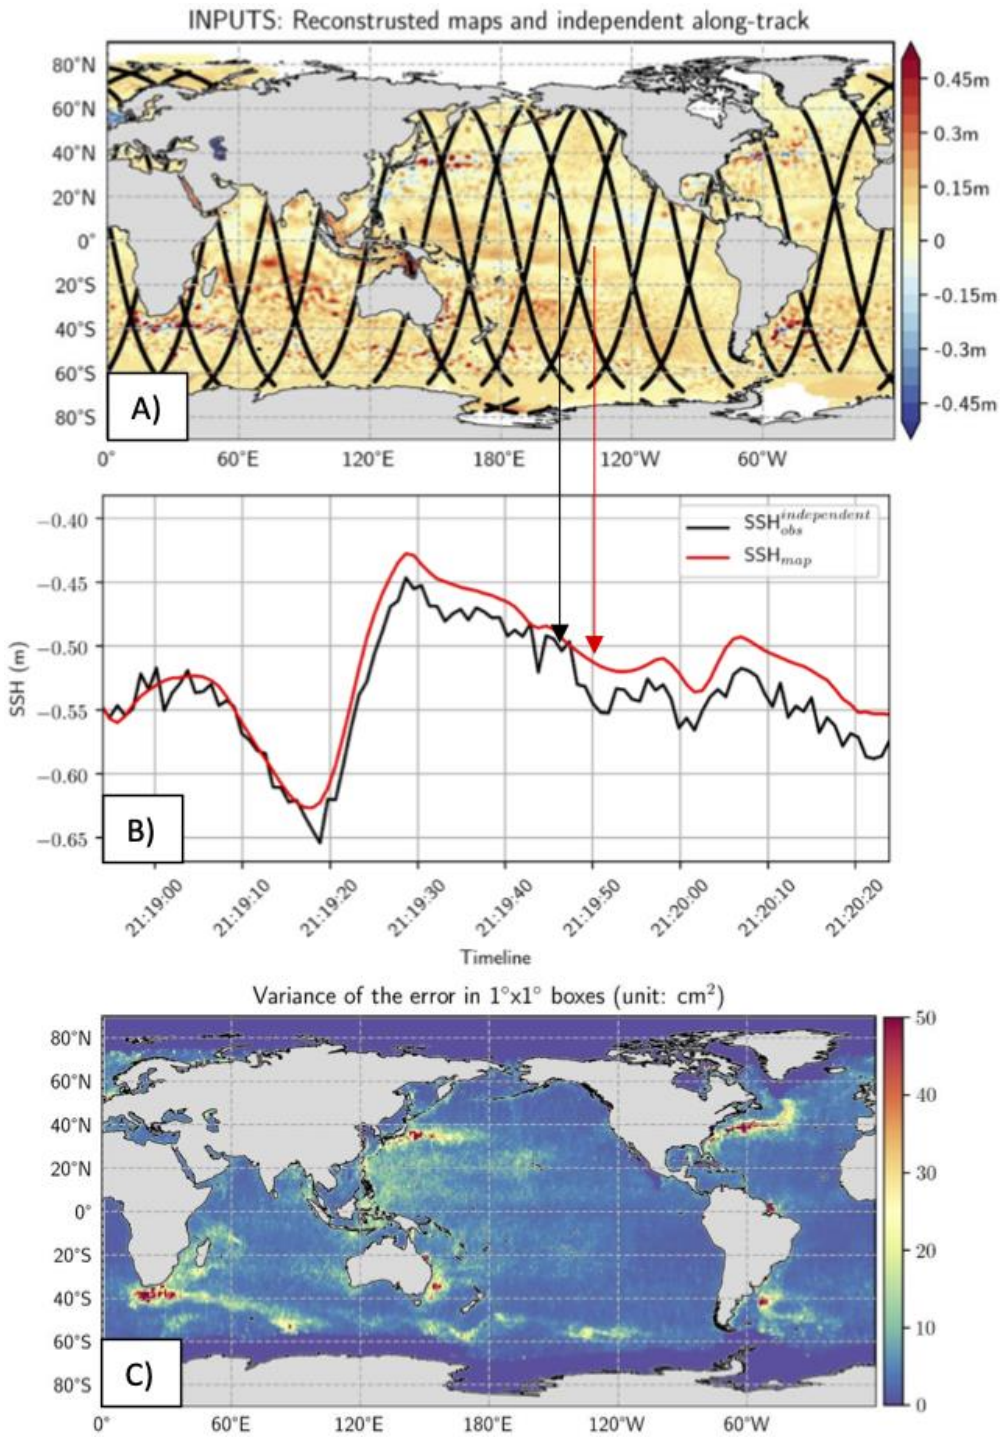 INPUTS: Reconstrusted maps and independent along-track
80°N
60°N
40°N
20°N
0°
20°S
40°S
60°S
80°S
A)
0° 60°E 120°E 180°E 120°W 60°W
0.45m
0.3m
0.15m
0
-0.15m
-0.3m
-0.45m
SSH (m)
−0.40
−0.45
−0.50
−0.55
−0.60
−0.65
SSH_{obs}^{independent}
SSH_{map}
B)
21:19:00 21:19:10 21:19:20 21:19:30 21:19:40 21:19:50 21:20:00 21:20:10 21:20:20
Timeline
Variance of the error in 1°x1° boxes (unit: cm²)
80°N
60°N
40°N
20°N
0°
20°S
40°S
60°S
80°S
C)
0° 60°E 120°E 180°E 120°W 60°W
50
40
30
20
10
0